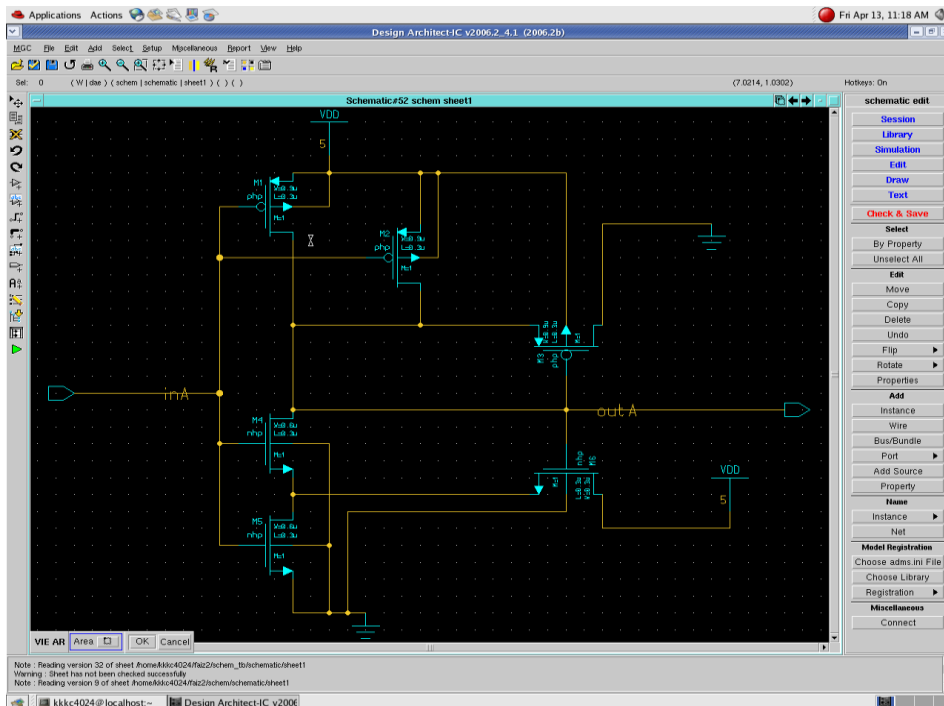 Applications Actions
Fri Apr 13, 11:18 AM
Design Architect-IC v2006.2_4.1 (2006.2b)
MGC File Edit Add Select Setup Miscellaneous Report View Help
Sel: 0 ( W | dae ) ( schem | schematic | sheet1 ) ( ) ( )
(7.0214, 1.0302)
Hotkeys: On
Schematic#52 schem sheet1
schematic edit
Session
Library
Simulation
Edit
Draw
Text
Check & Save
Select
By Property
Unselect All
Edit
Move
Copy
Delete
Undo
Flip
Rotate
Properties
Add
Instance
Wire
Bus/Bundle
Port
Add Source
Property
Name
Instance
Net
Model Registration
Choose adms.ini File
Choose Library
Registration
Miscellaneous
Connect
VDD
5
M1
php
M=1
M2
php
M=1
M3
php
M=1
inA
outA
M4
nhp
M=1
M5
nhp
M=1
nhp
M6
M=1
VDD
5
VIE AR Area OK Cancel
Note : Reading version 32 of sheet /home/kkkc4024/faiz2/schem_tb/schematic/sheet1
Warning : Sheet has not been checked successfully
Note : Reading version 9 of sheet /home/kkkc4024/faiz2/schem/schematic/sheet1
kkkc4024@localhost:~
Design Architect-IC v2006